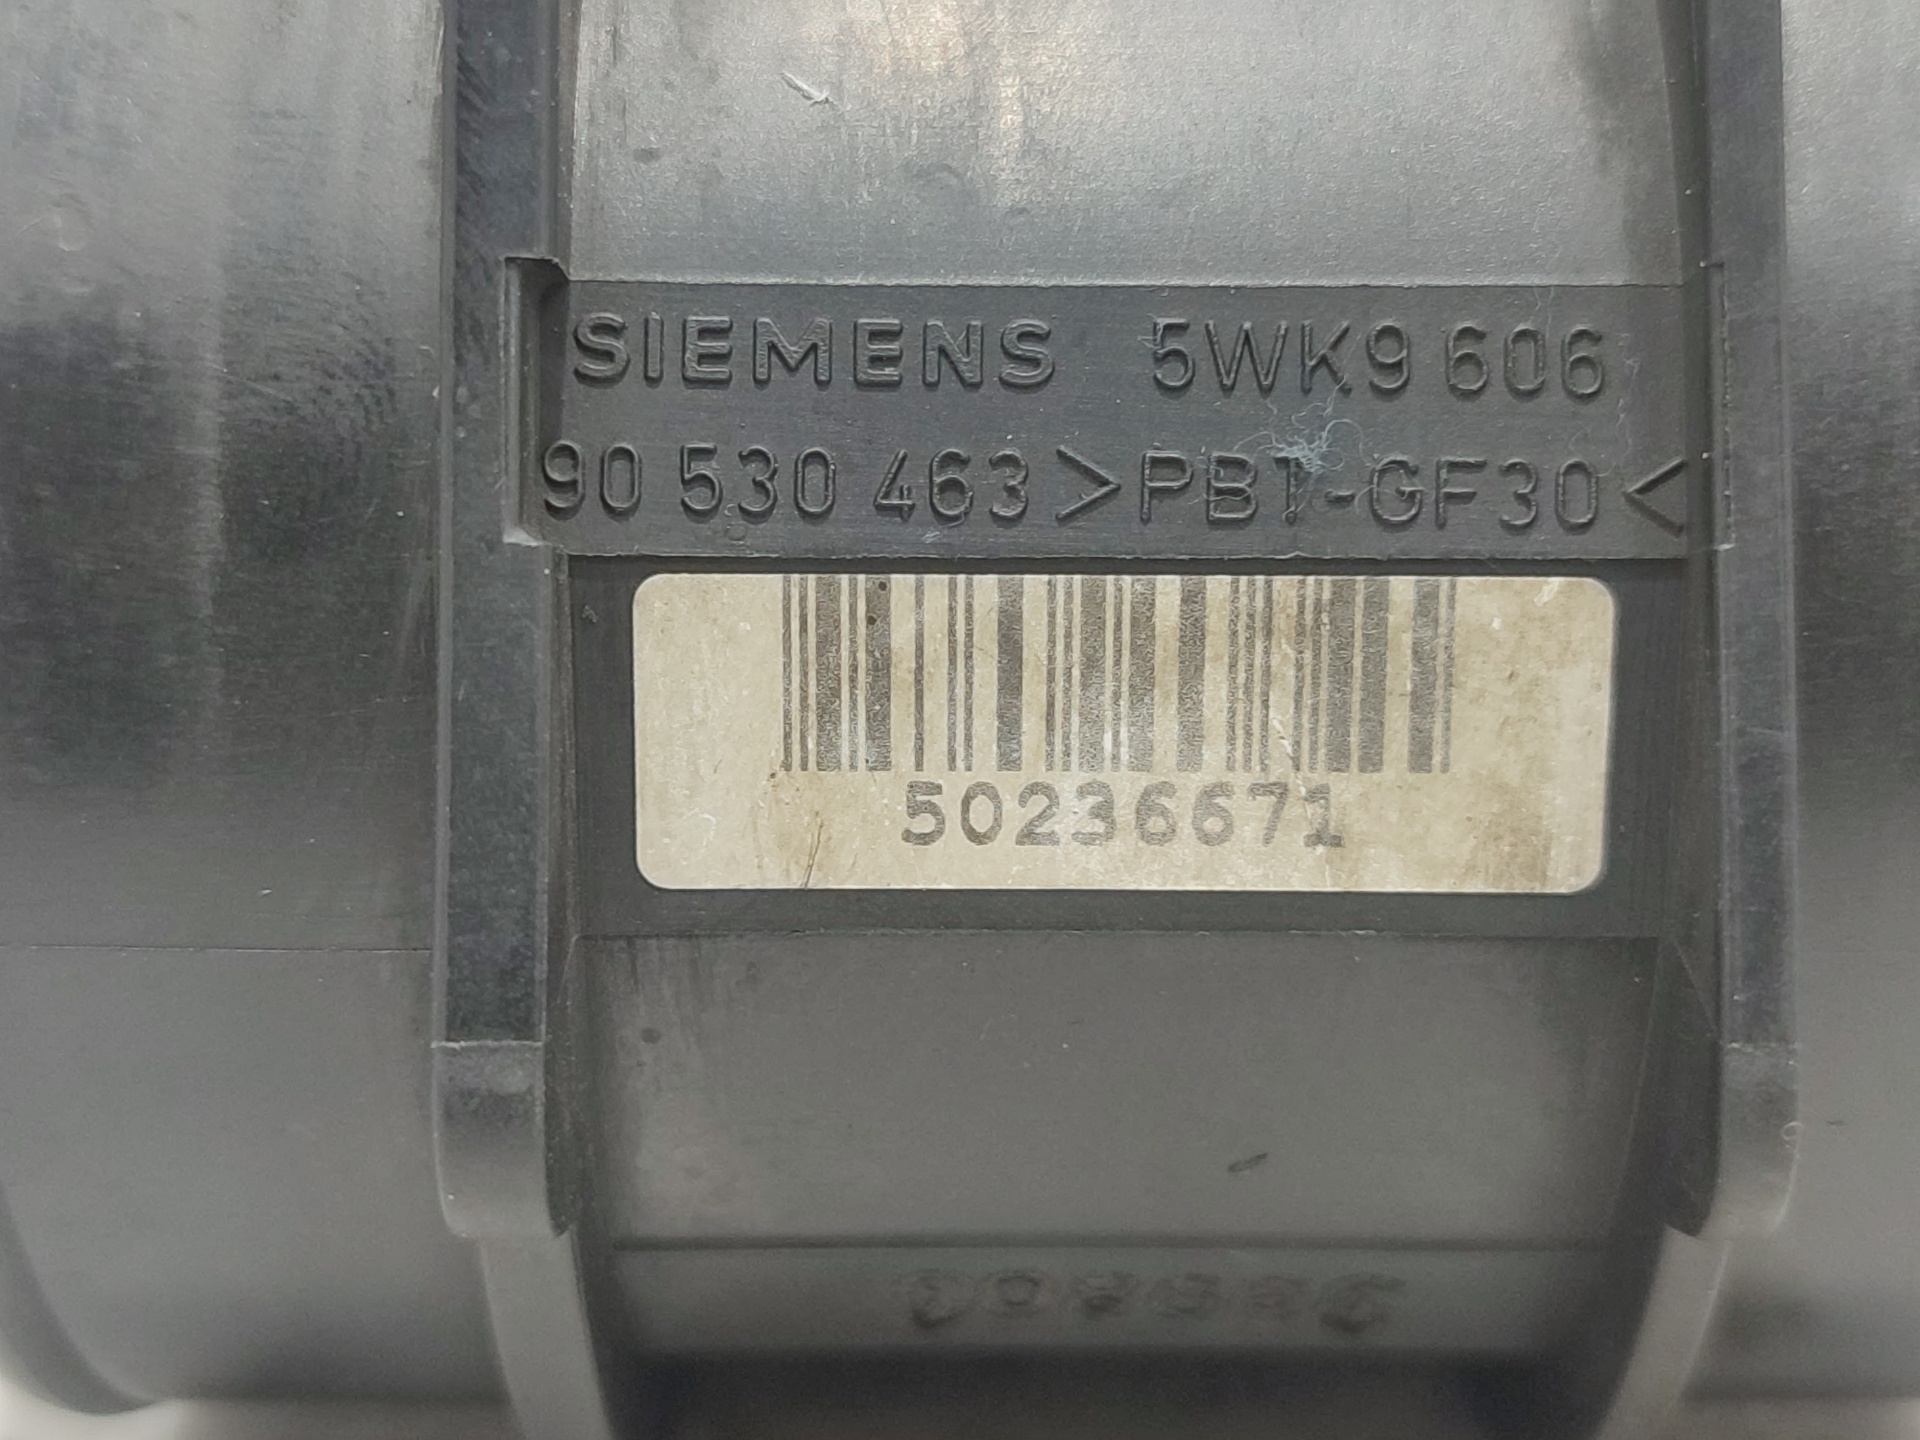 SIEMENS 5WK9 606
90 530 463 >PBT-GF30<
50236671